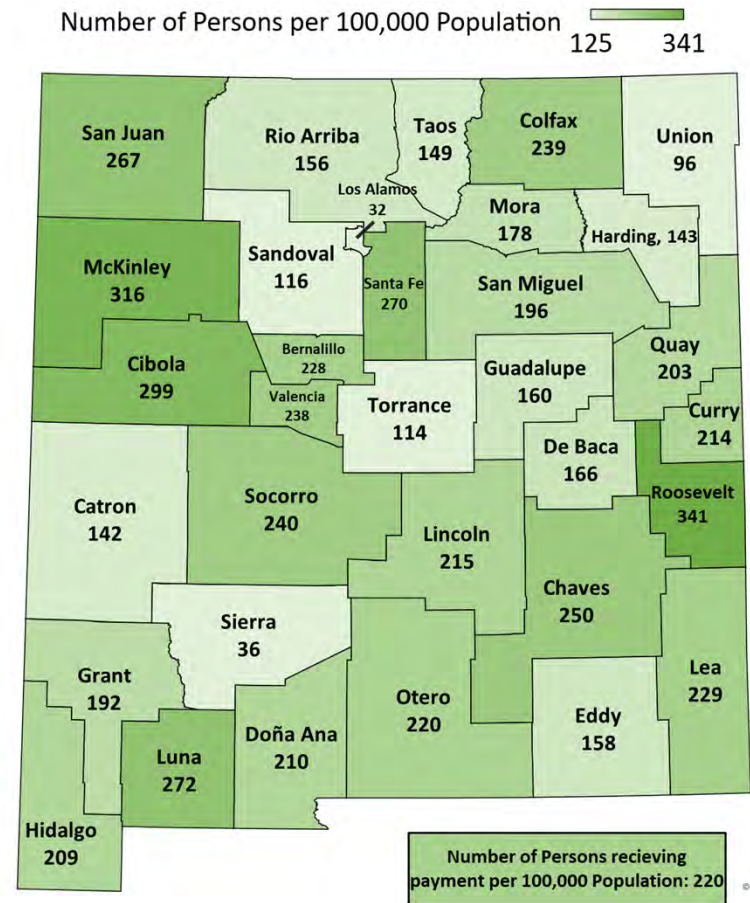 Number of Persons per 100,000 Population
125 341
San Juan
267
Rio Arriba
156
Taos
149
Colfax
239
Union
96
Los Alamos
32
Mora
178
Harding, 143
Sandoval
116
McKinley
316
Santa Fe
270
San Miguel
196
Cibola
299
Bernalillo
228
Valencia
238
Torrance
114
Guadalupe
160
Quay
203
Curry
214
De Baca
166
Roosevelt
341
Catron
142
Socorro
240
Lincoln
215
Chaves
250
Sierra
36
Grant
192
Luna
272
Doña Ana
210
Otero
220
Eddy
158
Lea
229
Hidalgo
209
Number of Persons recieving
payment per 100,000 Population: 220
©